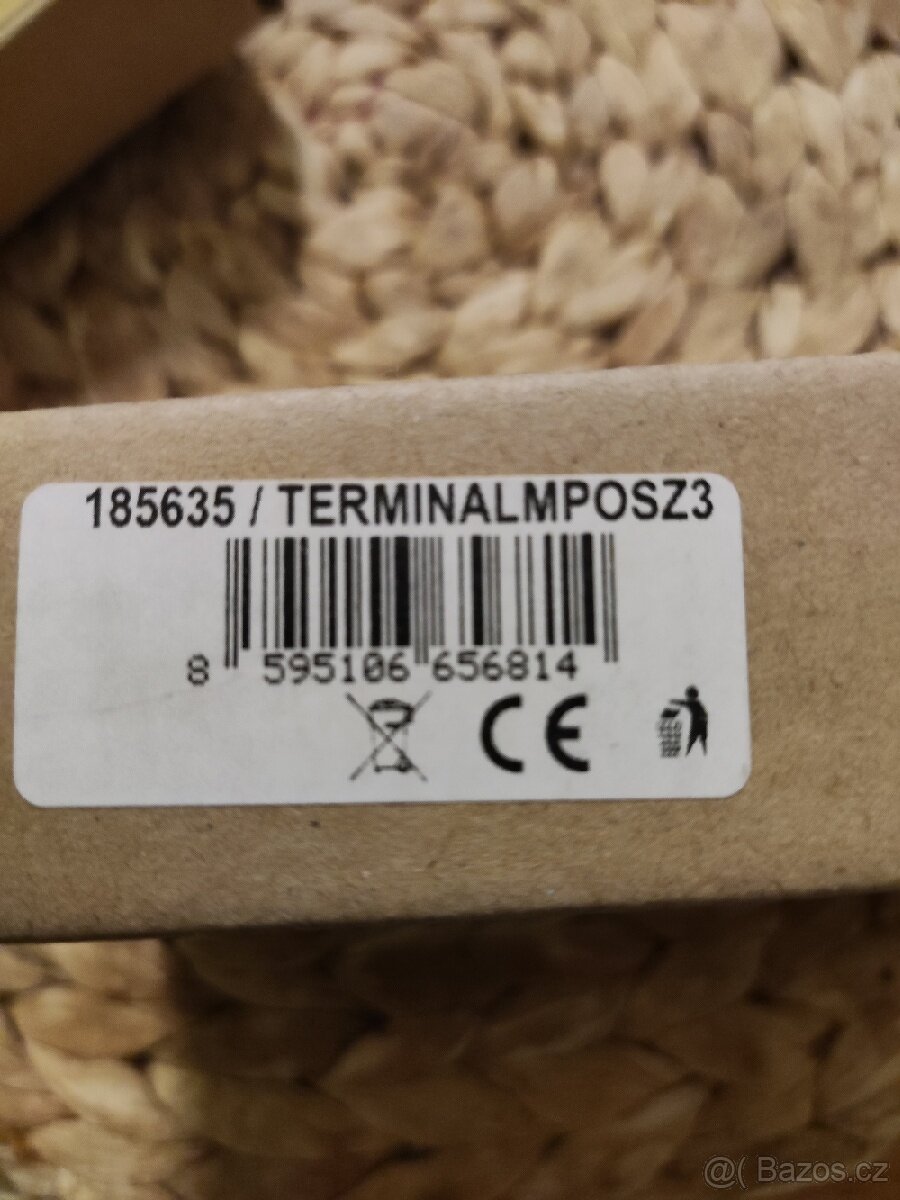 185635 / TERMINALMPOSZ3
8 595106 656814
CE
@( Bazos.cz